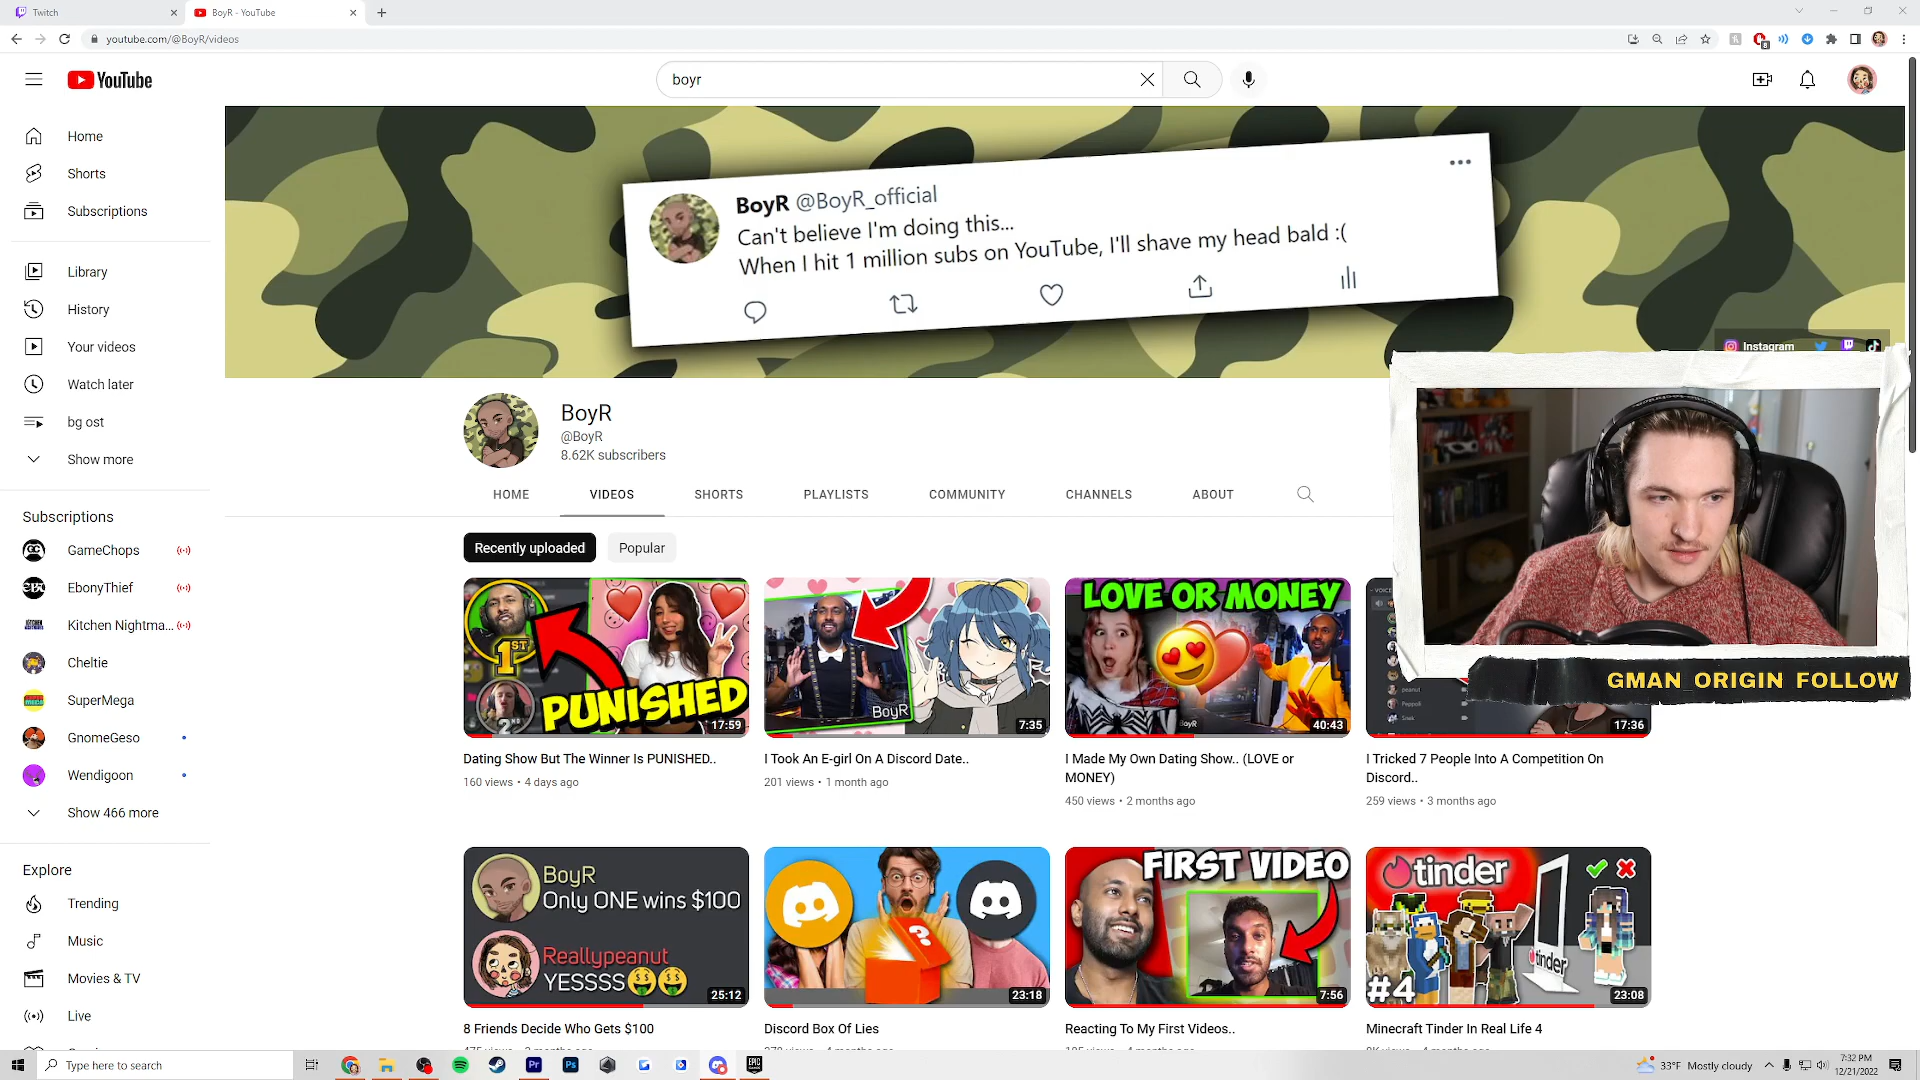 Twitch
BoyR - YouTube
youtube.com/@BoyR/videos
YouTube
boyr
Home
Shorts
Subscriptions
Library
History
Your videos
Watch later
bg ost
Show more
Subscriptions
GameChops
EbonyThief
Kitchen Nightma...
Cheltie
SuperMega
GnomeGeso
Wendigoon
Show 466 more
Explore
Trending
Music
Movies & TV
Live
BoyR @BoyR_official
Can't believe I'm doing this...
When I hit 1 million subs on YouTube, I'll shave my head bald :(
Instagram
BoyR
@BoyR
8.62K subscribers
HOME
VIDEOS
SHORTS
PLAYLISTS
COMMUNITY
CHANNELS
ABOUT
Recently uploaded
Popular
1ST
2ND
PUNISHED
17:59
Dating Show But The Winner Is PUNISHED..
160 views • 4 days ago
BoyR
7:35
I Took An E-girl On A Discord Date..
201 views • 1 month ago
LOVE OR MONEY
BoyR
40:43
I Made My Own Dating Show.. (LOVE or
MONEY)
450 views • 2 months ago
peanut
17:36
I Tricked 7 People Into A Competition On
Discord..
259 views • 3 months ago
GMAN_ORIGIN FOLLOW
BoyR
Only ONE wins $100
Reallypeanut
YESSSS
25:12
8 Friends Decide Who Gets $100
?
23:18
Discord Box Of Lies
FIRST VIDEO
7:56
Reacting To My First Videos..
tinder
tinder
#4
23:08
Minecraft Tinder In Real Life 4
Type here to search
33°F Mostly cloudy
7:32 PM
12/21/2022